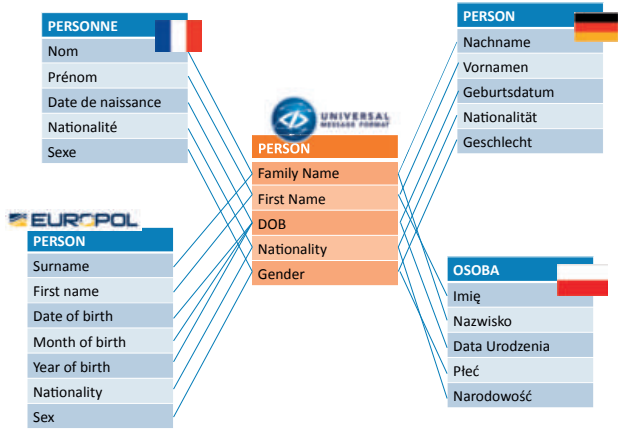 PERSONNE
Nom
Prénom
Date de naissance
Nationalité
Sexe
PERSON
Nachname
Vornamen
Geburtsdatum
Nationalität
Geschlecht
UNIVERSAL
MESSAGE FORMAT
PERSON
Family Name
First Name
DOB
Nationality
Gender
EUROPOL
PERSON
Surname
First name
Date of birth
Month of birth
Year of birth
Nationality
Sex
OSOBA
Imię
Nazwisko
Data Urodzenia
Płeć
Narodowość